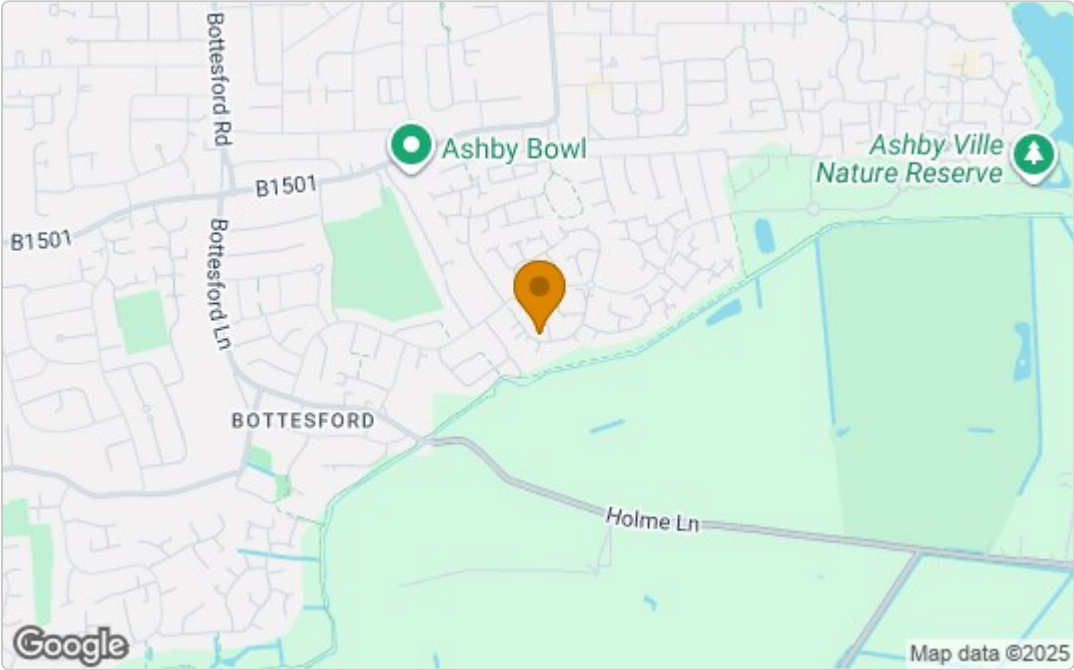 Bottesford Rd
Ashby Bowl
Ashby Ville
Nature Reserve
B1501
B1501
Bottesford Ln
BOTTESFORD
Holme Ln
Google
Map data ©2025